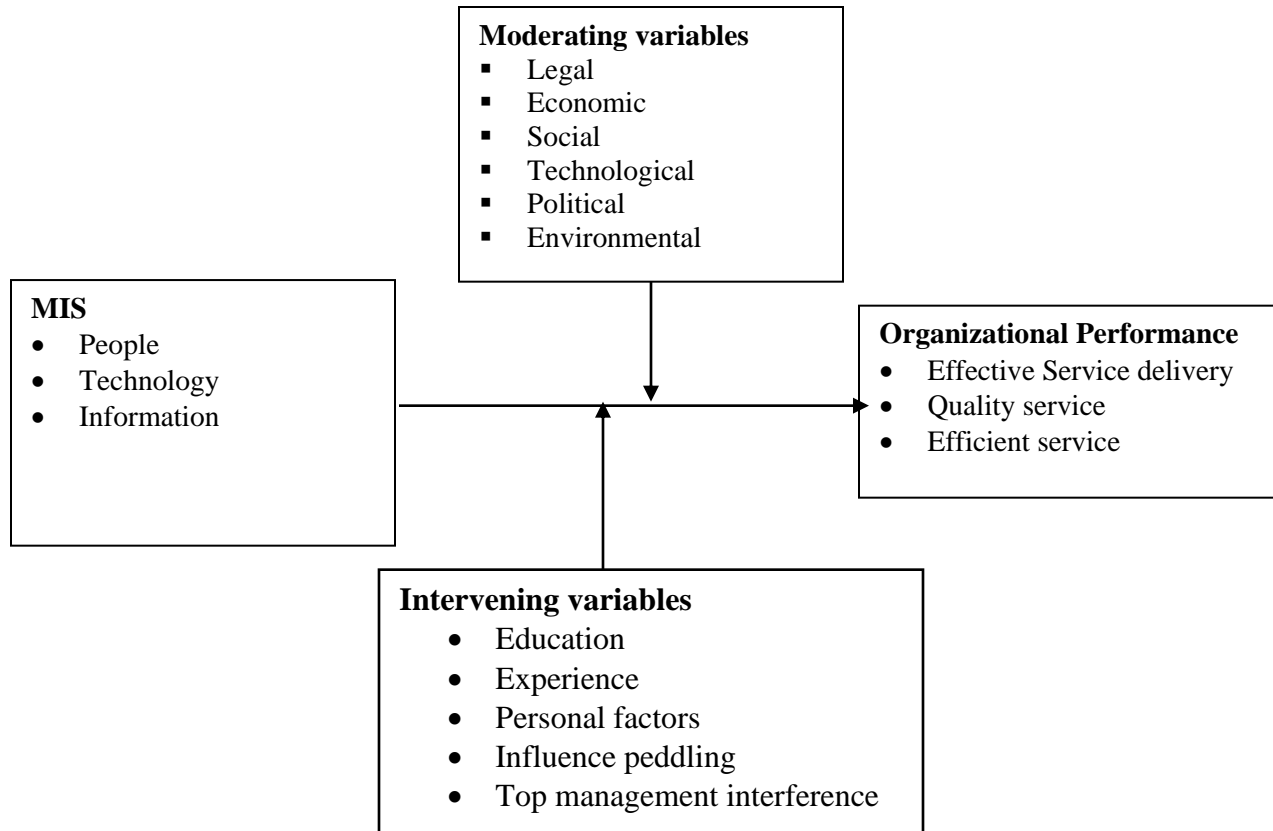 Moderating variables
▪ Legal
▪ Economic
▪ Social
▪ Technological
▪ Political
▪ Environmental
MIS
• People
• Technology
• Information
Organizational Performance
• Effective Service delivery
• Quality service
• Efficient service
Intervening variables
• Education
• Experience
• Personal factors
• Influence peddling
• Top management interference